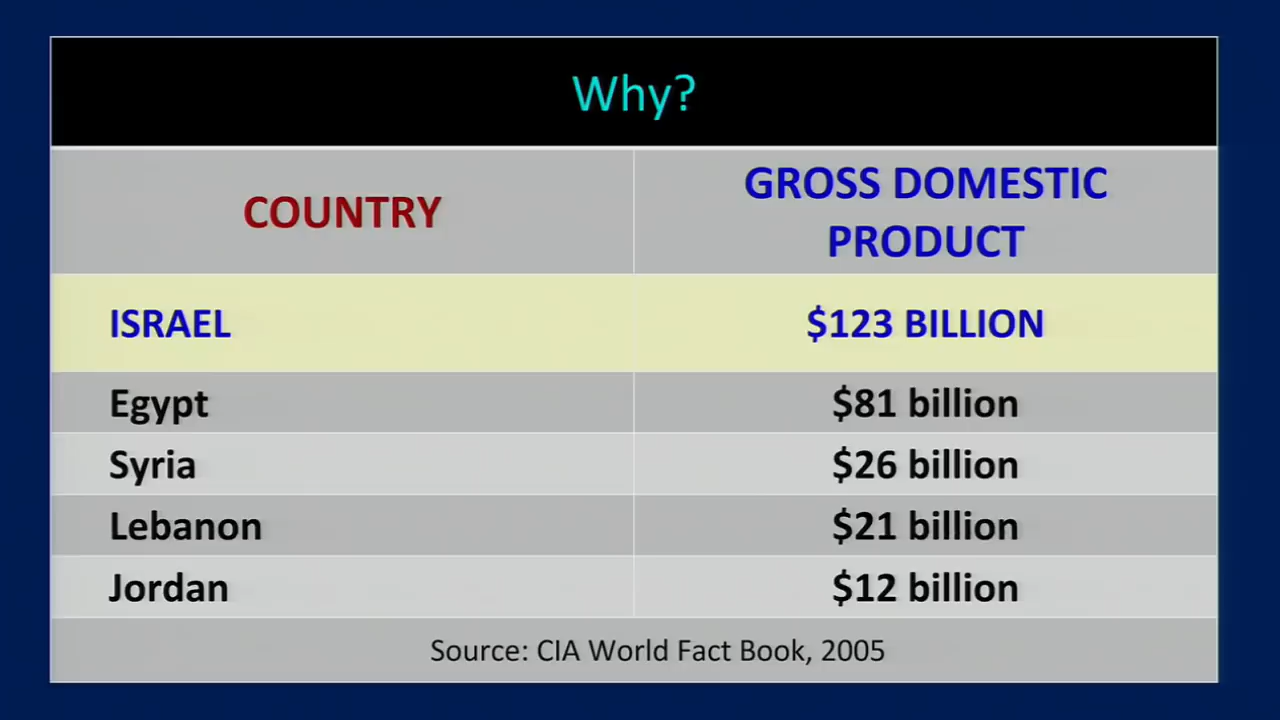 Why?
COUNTRY
GROSS DOMESTIC
PRODUCT
ISRAEL
$123 BILLION
Egypt
$81 billion
Syria
$26 billion
Lebanon
$21 billion
Jordan
$12 billion
Source: CIA World Fact Book, 2005